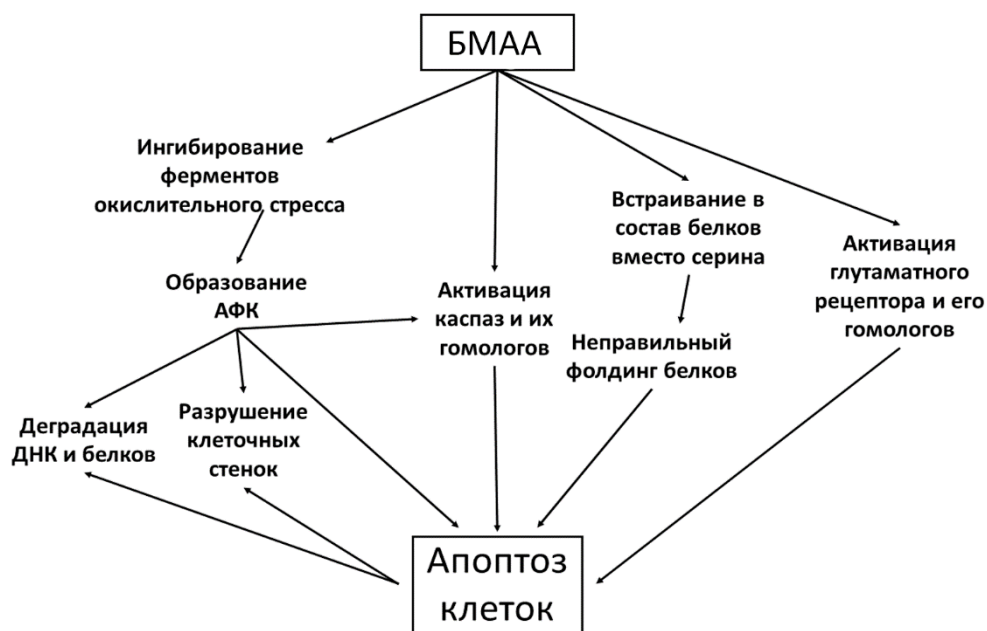 БМАА
Ингибирование
ферментов
окислительного стресса
Образование
АФК
Деградация
ДНК и белков
Разрушение
клеточных
стенок
Активация
каспаз и их
гомологов
Встраивание в
состав белков
вместо серина
Неправильный
фолдинг белков
Активация
глутаматного
рецептора и его
гомологов
Апоптоз
клеток